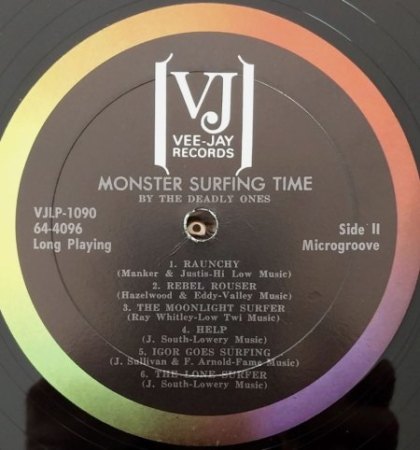 VJ
VEE-JAY
RECORDS
MONSTER SURFING TIME
BY THE DEADLY ONES
VJLP-1090
64-4096
Long Playing
Side II
Microgroove
1. RAUNCHY
(Manker & Justis-Hi Low Music)
2. REBEL ROUSER
(Hazelwood & Eddy-Valley Music)
3. THE MOONLIGHT SURFER
(Ray Whitley-Low Twi Music)
4. HELP
(J. South-Lowery Music)
5. IGOR GOES SURFING
(J. Sullivan & F. Arnold-Fame Music)
6. THE LONE SURFER
(J. South-Lowery Music)